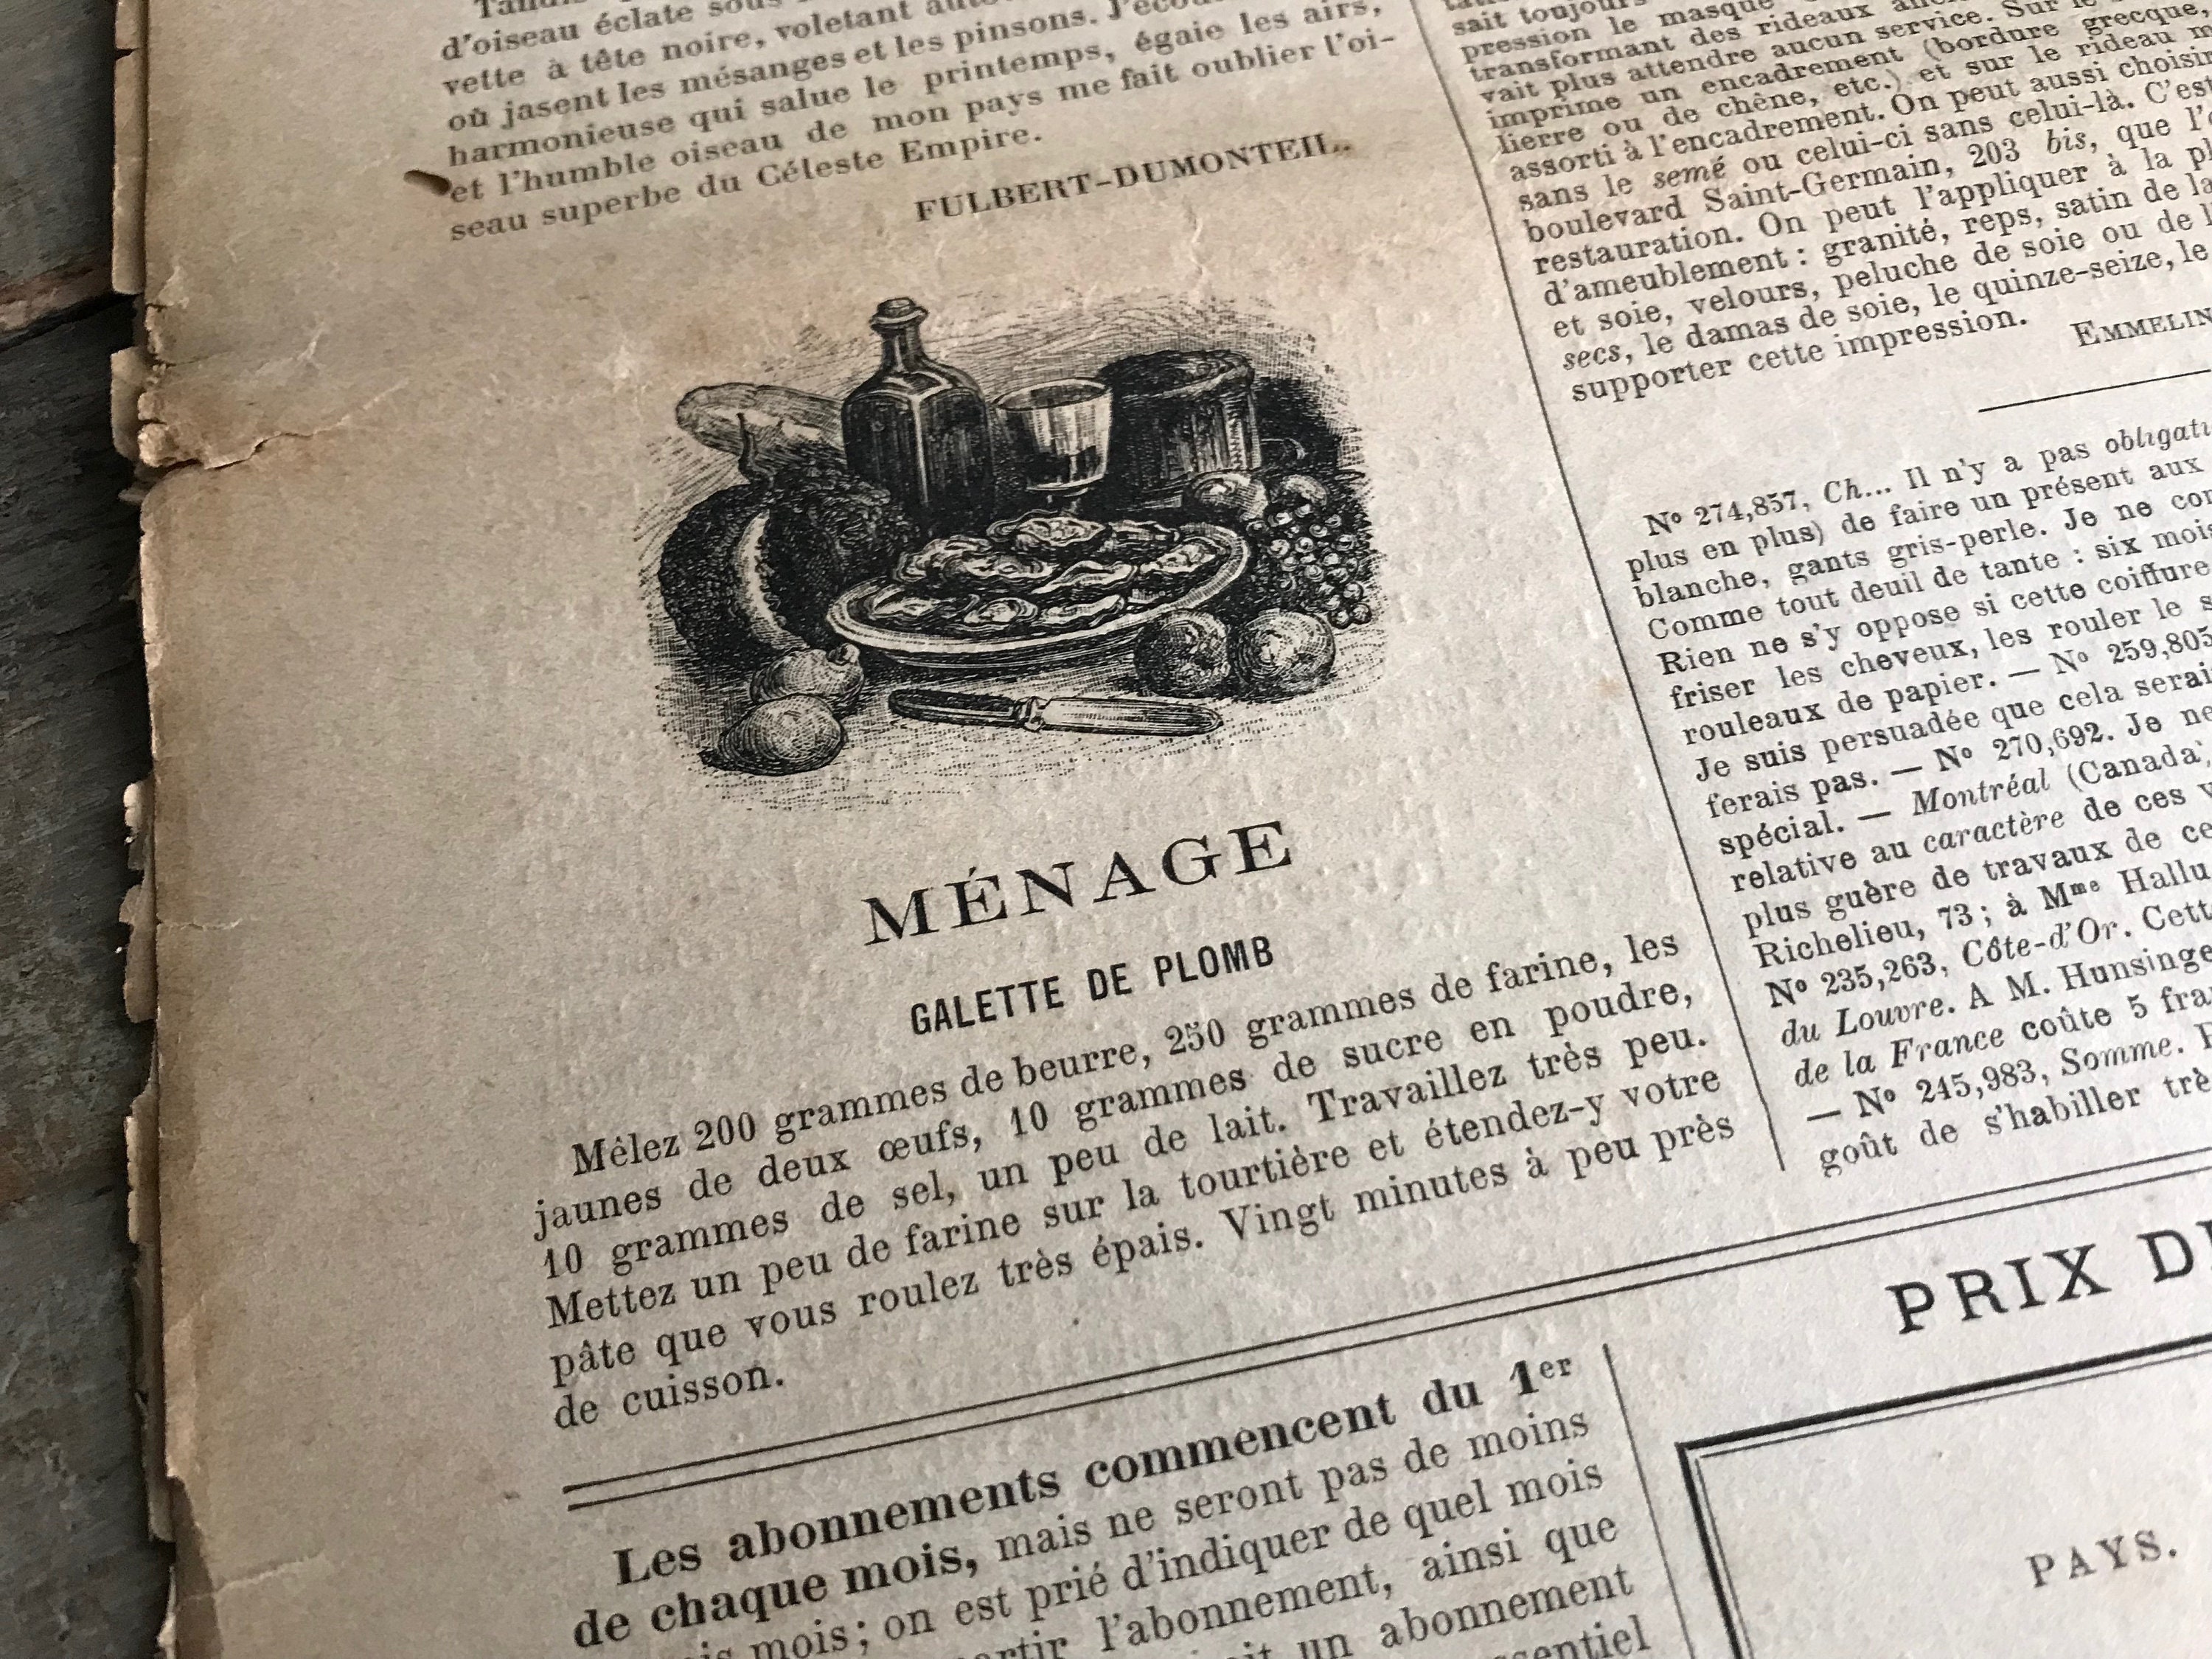 d'oiseau éclate sous
vette à tête noire, voletant
où jasent les mésanges et les pinsons.
harmonieuse qui salue le printemps, égaie les airs,
et l'humble oiseau de mon pays me fait oublier l'oi-
seau superbe du Céleste Empire.
FULBERT-DUMONTEIL.
MÉNAGE
GALETTE DE PLOMB
Mêlez 200 grammes de beurre, 250 grammes de farine, les
jaunes de deux œufs, 10 grammes de sucre en poudre,
10 grammes de sel, un peu de lait. Travaillez très peu.
Mettez un peu de farine sur la tourtière et étendez-y votre
pâte que vous roulez très épais. Vingt minutes à peu près
de cuisson.
Les abonnements commencent du 1er
de chaque mois, mais ne seront pas de moins
mois; on est prié d'indiquer de quel mois
l'abonnement, ainsi que
un abonnement
sait toujours
pression le masque
transformant des rideaux
vait plus attendre aucun service. Sur
imprime un encadrement (bordure grecque,
lierre ou de chêne, etc.) et sur le rideau
assorti à l'encadrement. On peut aussi choisir
sans le semé ou celui-ci sans celui-là. C'est
boulevard Saint-Germain, 203 bis, que
restauration. On peut l'appliquer à la
d'ameublement : granité, reps, satin de la
et soie, velours, peluche de soie ou de
secs, le damas de soie, le quinze-seize, le
supporter cette impression.
Nº 274,857, Ch... Il n'y a pas
plus en plus) de faire un présent aux
blanche, gants gris-perle. Je ne
Comme tout deuil de tante : six mois
Rien ne s'y oppose si cette coiffure
friser les cheveux, les rouler le
rouleaux de papier. — Nº 259,805
Je suis persuadée que cela serait
ferais pas. — Nº 270,692. Je ne
spécial. — Montréal (Canada)
relative au caractère de ces
plus guère de travaux de ce
Richelieu, 73; à Mme
Nº 235,263, Côte-d'Or.
du Louvre. A M.
de la France coûte 5
— Nº 245,983, Somme.
goût de s'habiller
PRIX
PAYS.